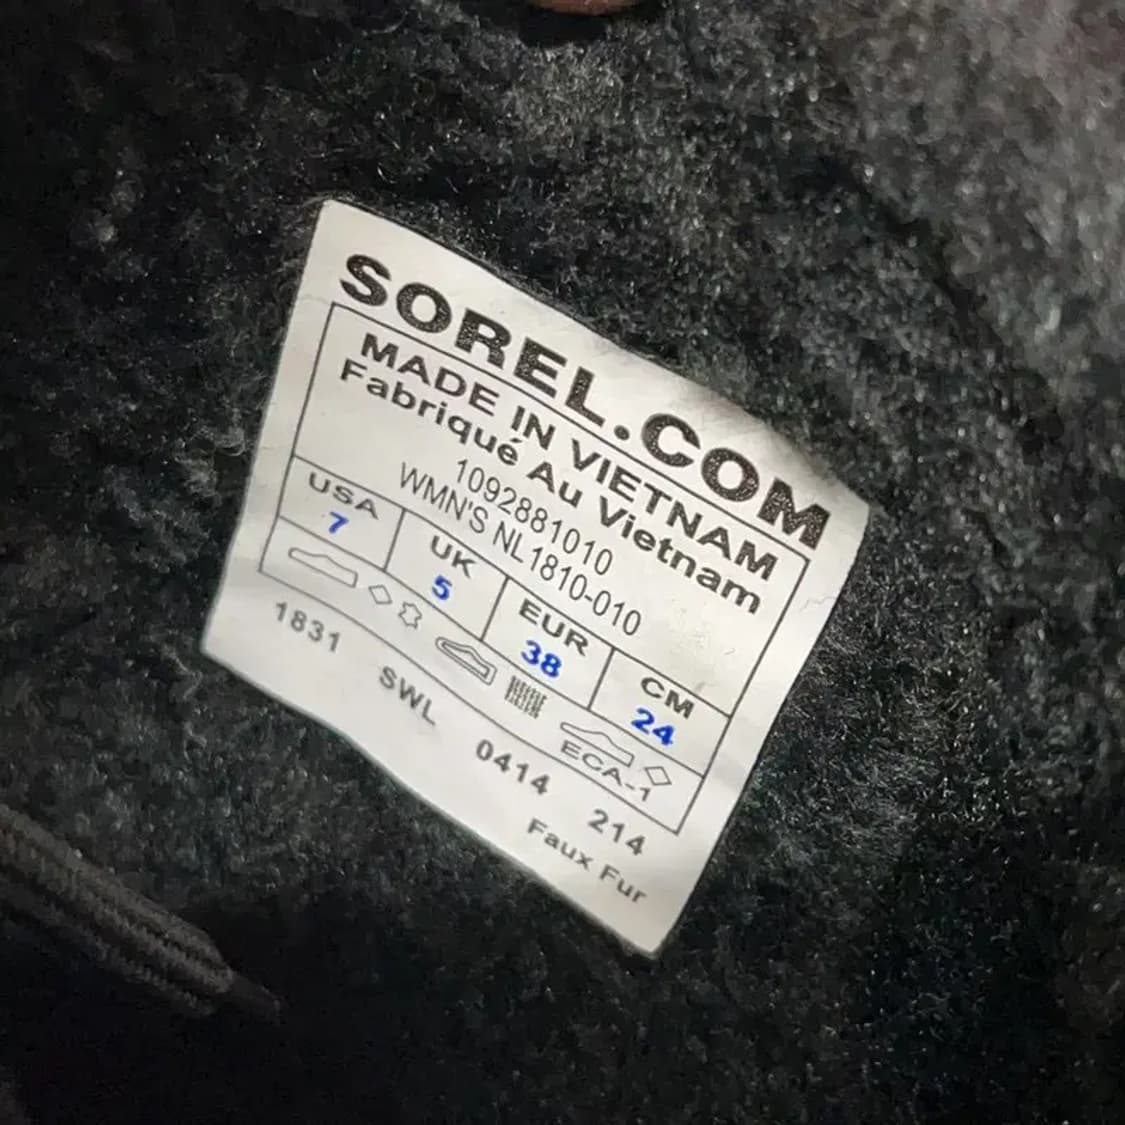 SOREL.COM
MADE IN VIETNAM
Fabriqué Au Vietnam
1092881010
WMN'S NL1810-010
USA UK EUR CM
7 5 38 24
ECA-1
1831 SWL 0414 214
Faux Fur